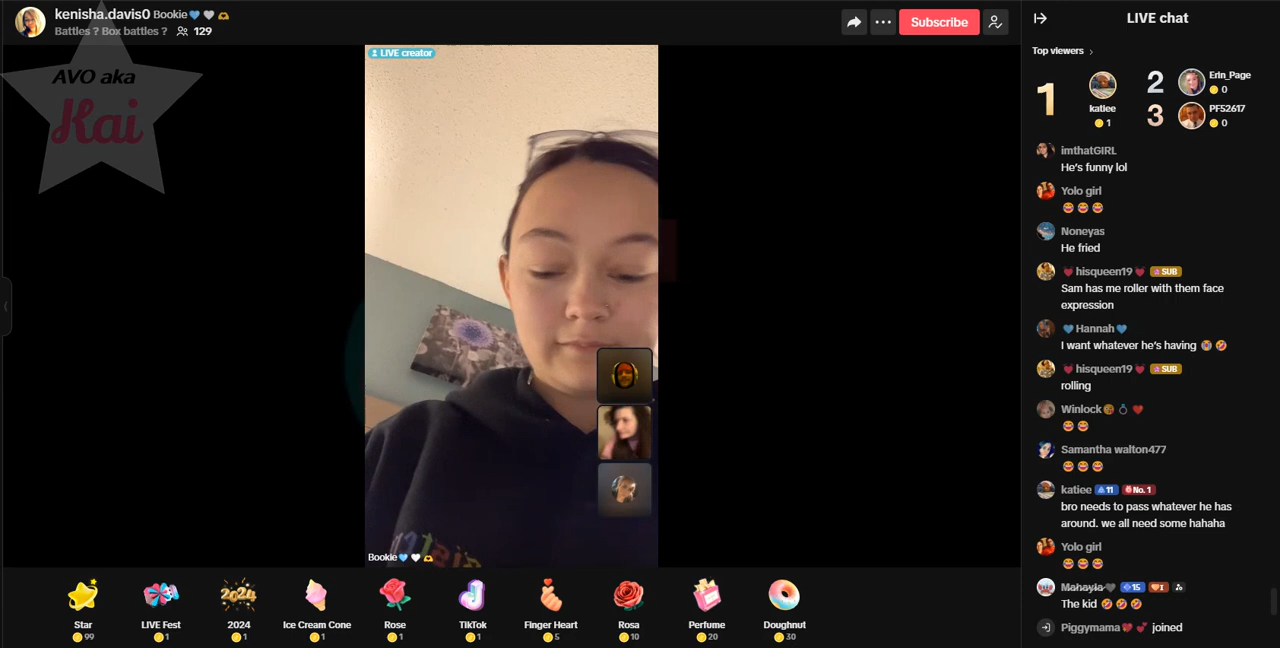 kenisha.davis0 Bookie💙🤍🫶
Battles ? Box battles ? 129
Subscribe
AVO aka
Kai
LIVE creator
Bookie💙🤍🫶
Star
99
LIVE Fest
1
2024
2024
1
Ice Cream Cone
1
Rose
1
TikTok
1
Finger Heart
5
Rosa
10
Perfume
20
Doughnut
30
LIVE chat
Top viewers >
1
katiee
1
2
Erin_Page
0
3
PF52617
0
imthatGIRL
He's funny lol
Yolo girl
😂😂😂
Noneyas
He fried
hisqueen19 SUB
Sam has me roller with them face
expression
💙Hannah💙
I want whatever he's having 😭🤣
hisqueen19 SUB
rolling
Winlock
😂😂
Samantha walton477
😂😂😂
katiee 11 No. 1
bro needs to pass whatever he has
around. we all need some hahaha
Yolo girl
😂😂😂
Mahayla 15 I
The kid 🤣🤣🤣
Piggymama joined